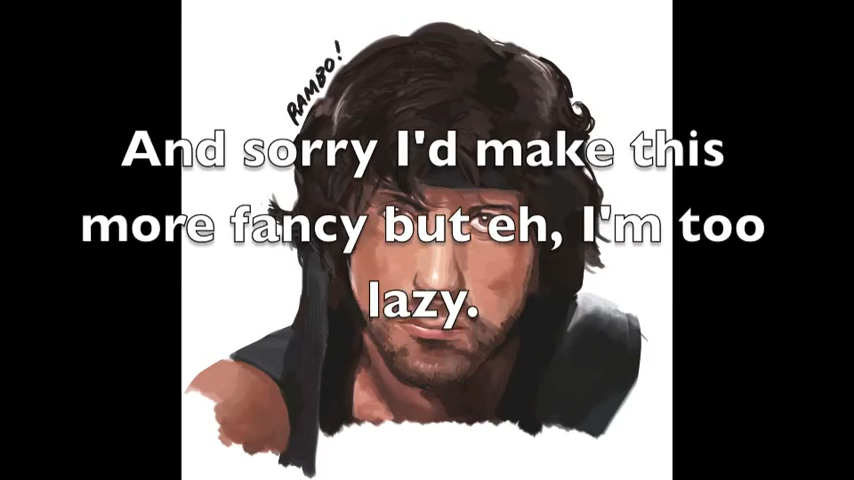 RAMBO!
And sorry I'd make this
more fancy but eh, I'm too
lazy.